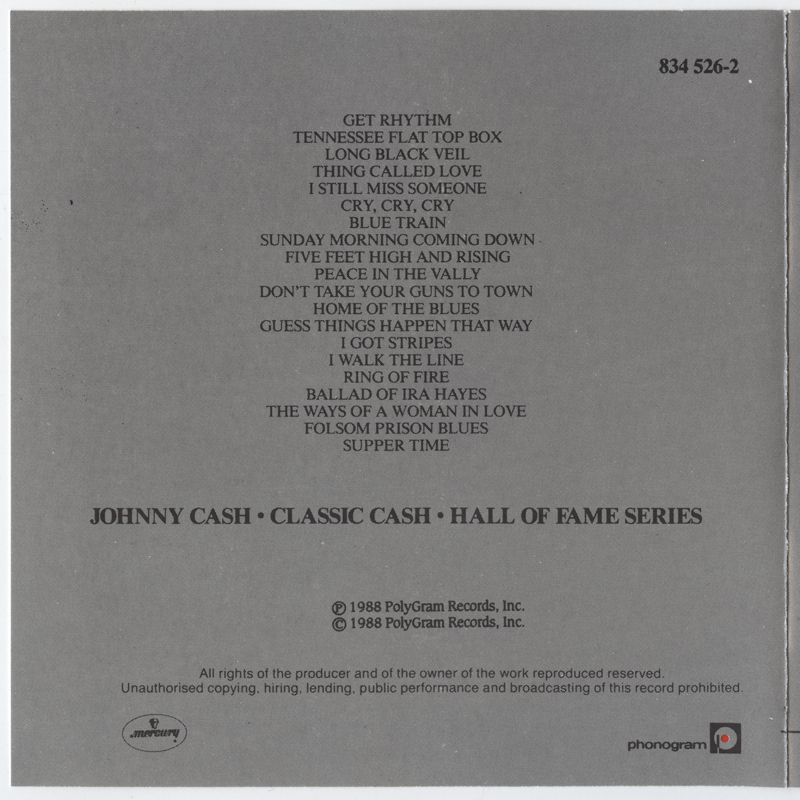 834 526-2
GET RHYTHM
TENNESSEE FLAT TOP BOX
LONG BLACK VEIL
THING CALLED LOVE
I STILL MISS SOMEONE
CRY, CRY, CRY
BLUE TRAIN
SUNDAY MORNING COMING DOWN
FIVE FEET HIGH AND RISING
PEACE IN THE VALLY
DON'T TAKE YOUR GUNS TO TOWN
HOME OF THE BLUES
GUESS THINGS HAPPEN THAT WAY
I GOT STRIPES
I WALK THE LINE
RING OF FIRE
BALLAD OF IRA HAYES
THE WAYS OF A WOMAN IN LOVE
FOLSOM PRISON BLUES
SUPPER TIME
JOHNNY CASH • CLASSIC CASH • HALL OF FAME SERIES
℗ 1988 PolyGram Records, Inc.
© 1988 PolyGram Records, Inc.
All rights of the producer and of the owner of the work reproduced reserved.
Unauthorised copying, hiring, lending, public performance and broadcasting of this record prohibited.
mercury
phonogram